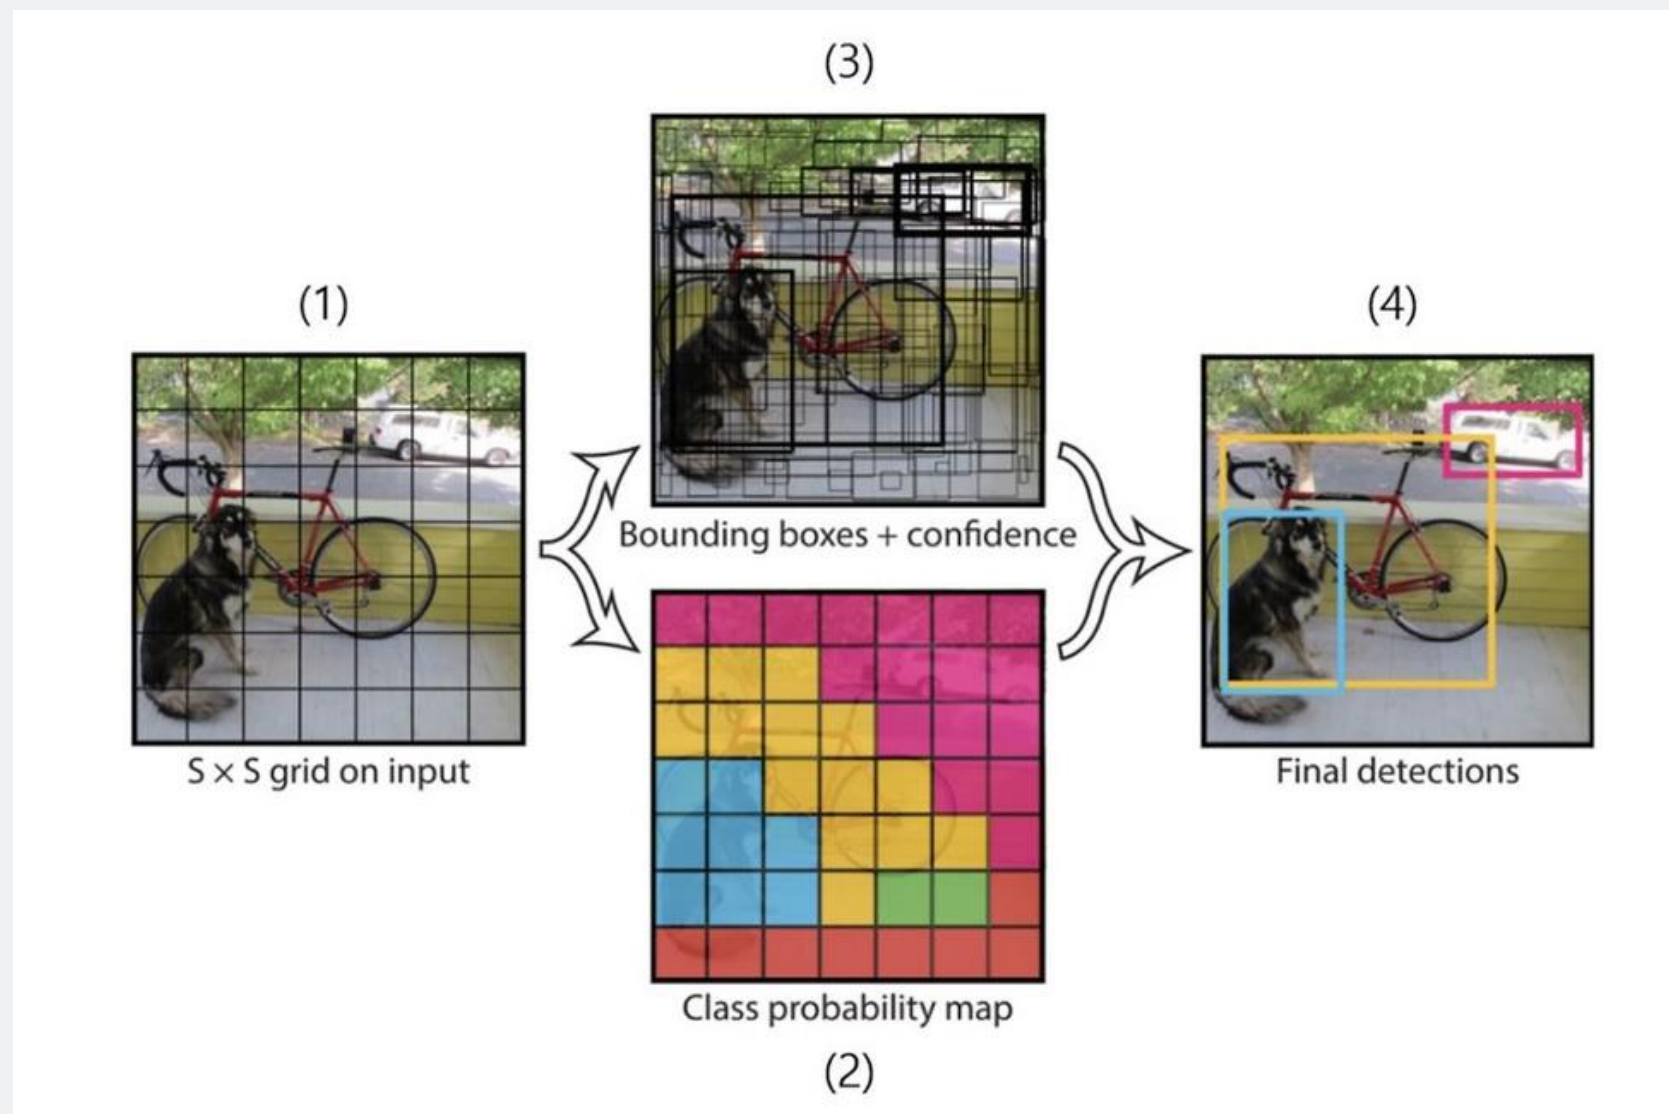 (3)
(1)
(4)
Bounding boxes + confidence
S × S grid on input
Final detections
Class probability map
(2)